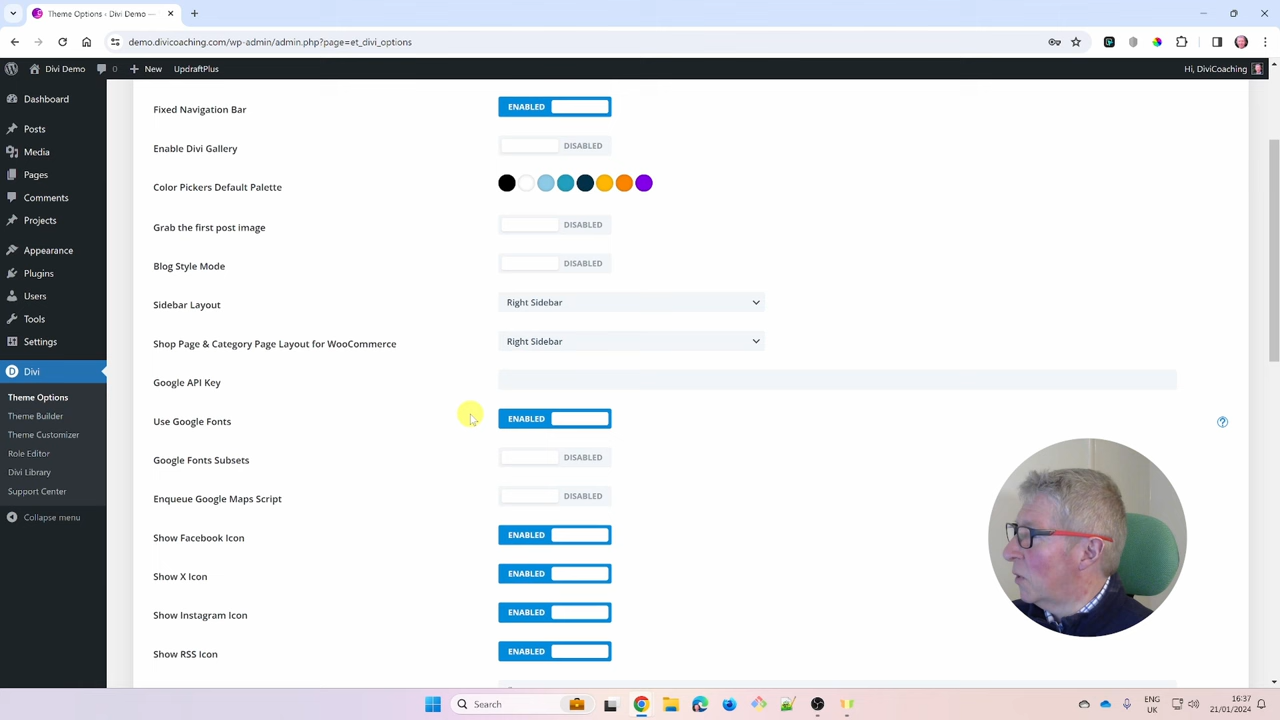 Theme Options ‹ Divi Demo —
demo.divicoaching.com/wp-admin/admin.php?page=et_divi_options
Divi Demo
0
New
UpdraftPlus
Hi, DiviCoaching
Dashboard
Posts
Media
Pages
Comments
Projects
Appearance
Plugins
Users
Tools
Settings
Divi
Theme Options
Theme Builder
Theme Customizer
Role Editor
Divi Library
Support Center
Collapse menu
Fixed Navigation Bar
ENABLED
Enable Divi Gallery
DISABLED
Color Pickers Default Palette
Grab the first post image
DISABLED
Blog Style Mode
DISABLED
Sidebar Layout
Right Sidebar
Shop Page & Category Page Layout for WooCommerce
Right Sidebar
Google API Key
Use Google Fonts
ENABLED
Google Fonts Subsets
DISABLED
Enqueue Google Maps Script
DISABLED
Show Facebook Icon
ENABLED
Show X Icon
ENABLED
Show Instagram Icon
ENABLED
Show RSS Icon
ENABLED
Search
ENG
UK
16:37
21/01/2024